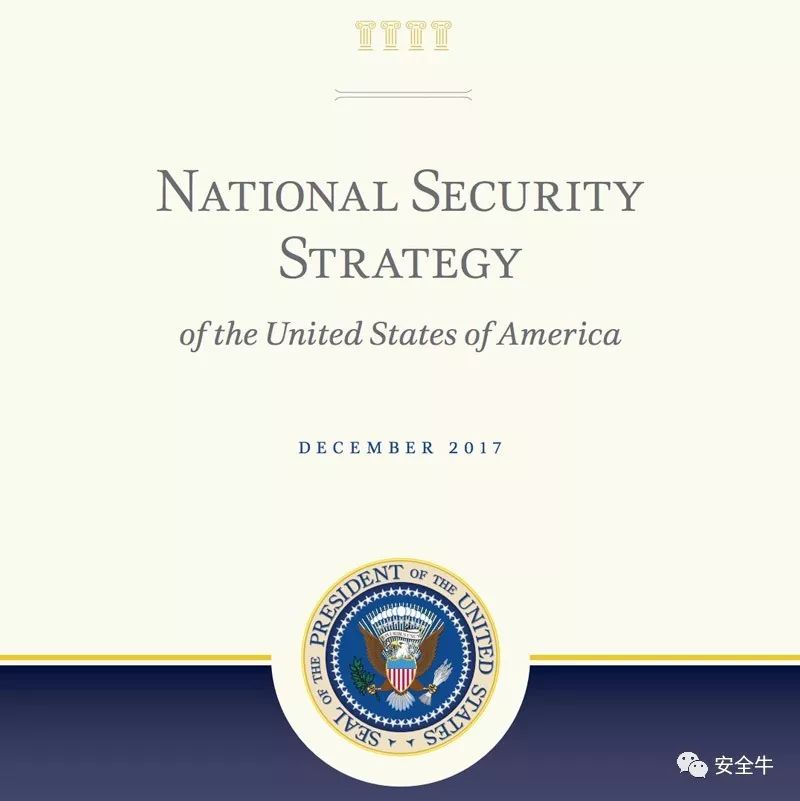 NATIONAL SECURITY
STRATEGY
of the United States of America
DECEMBER 2017
SEAL OF THE PRESIDENT OF THE UNITED STATES
安全牛